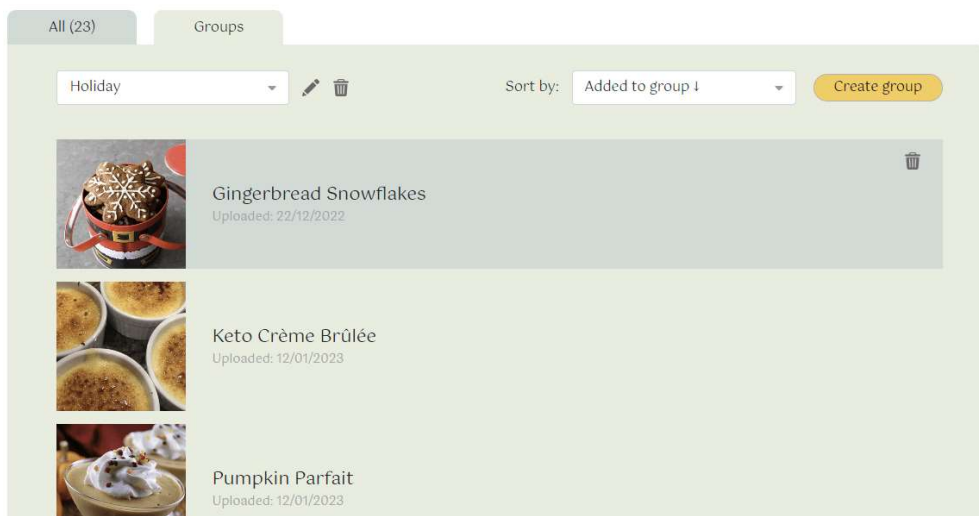 All (23)
Groups
Holiday
Sort by:
Added to group ↓
Create group
Gingerbread Snowflakes
Uploaded: 22/12/2022
Keto Crème Brûlée
Uploaded: 12/01/2023
Pumpkin Parfait
Uploaded: 12/01/2023